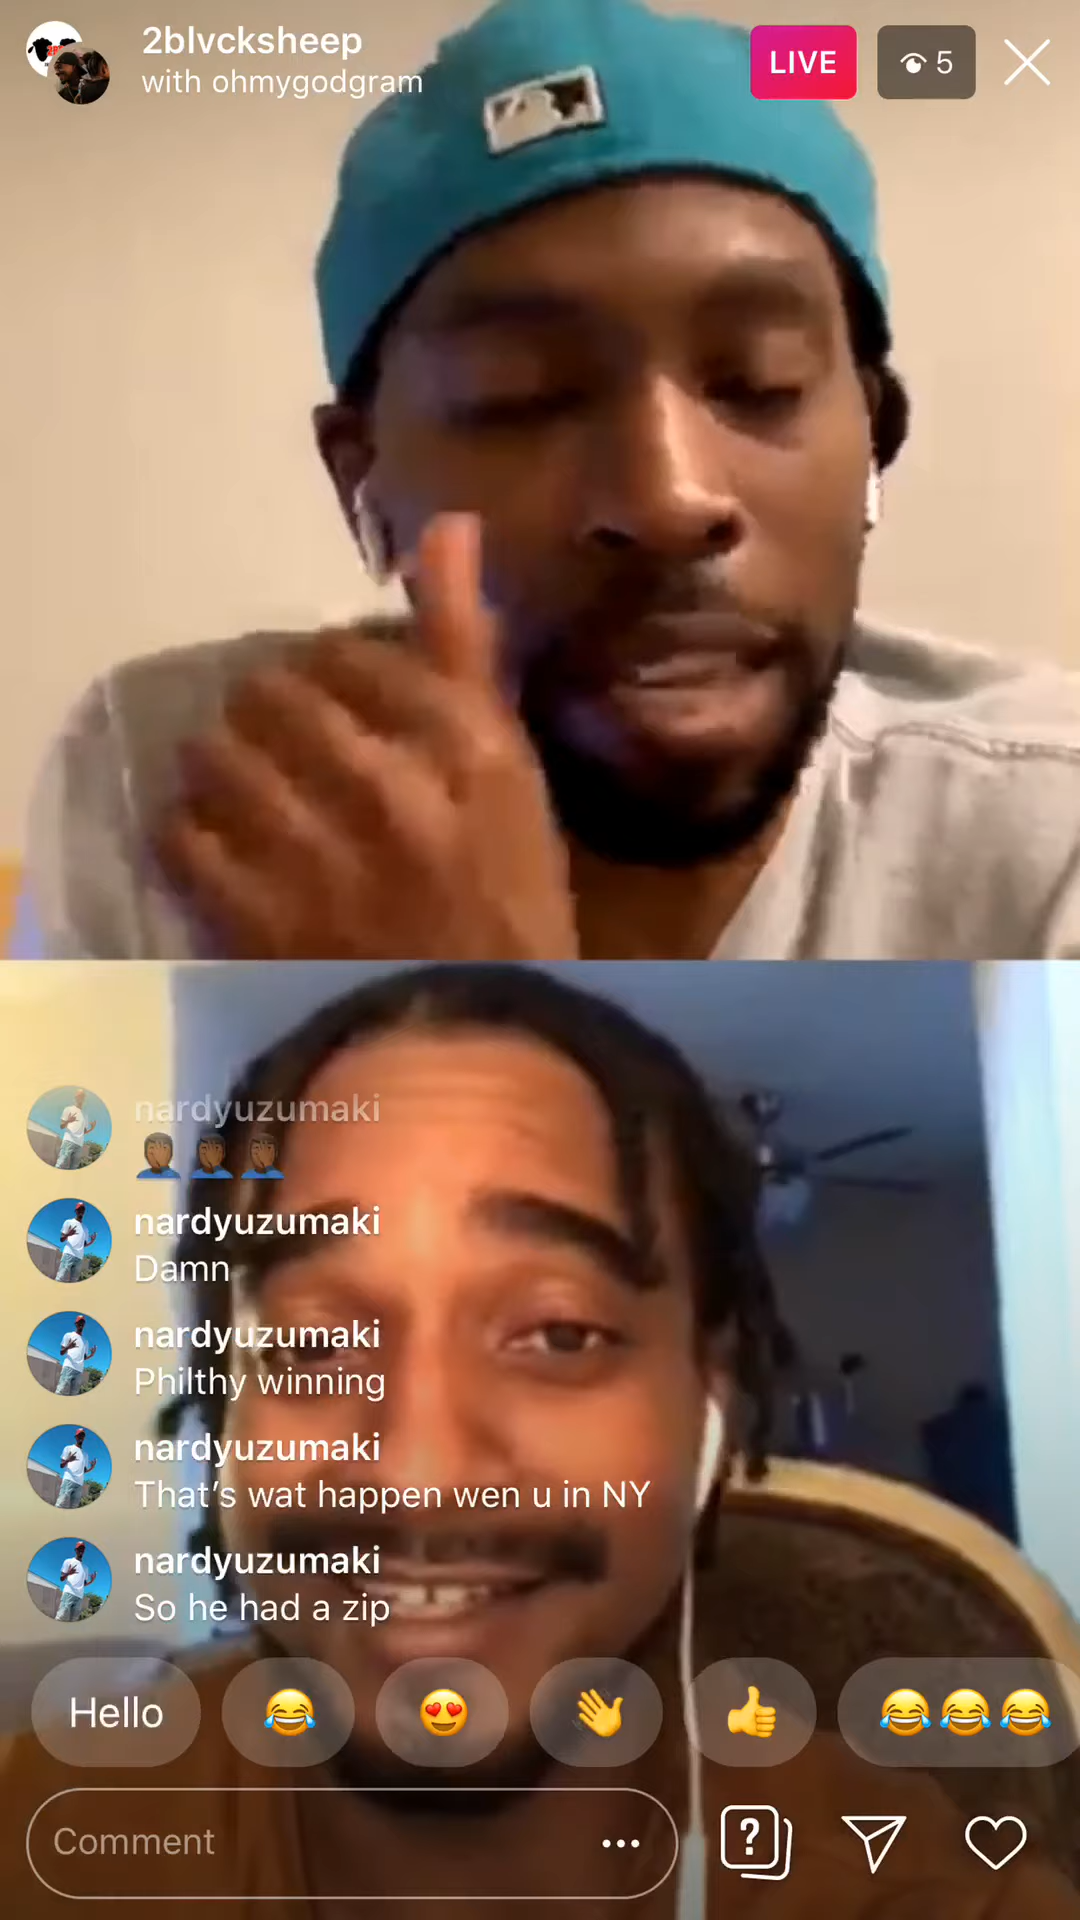 2blvcksheep
with ohmygodgram
LIVE
5
nardyuzumaki
🤦🏾‍♂️🤦🏾‍♂️🤦🏾‍♂️
nardyuzumaki
Damn
nardyuzumaki
Philthy winning
nardyuzumaki
That's wat happen wen u in NY
nardyuzumaki
So he had a zip
Hello 😂 😍 👋 👍 😂😂😂
Comment
?